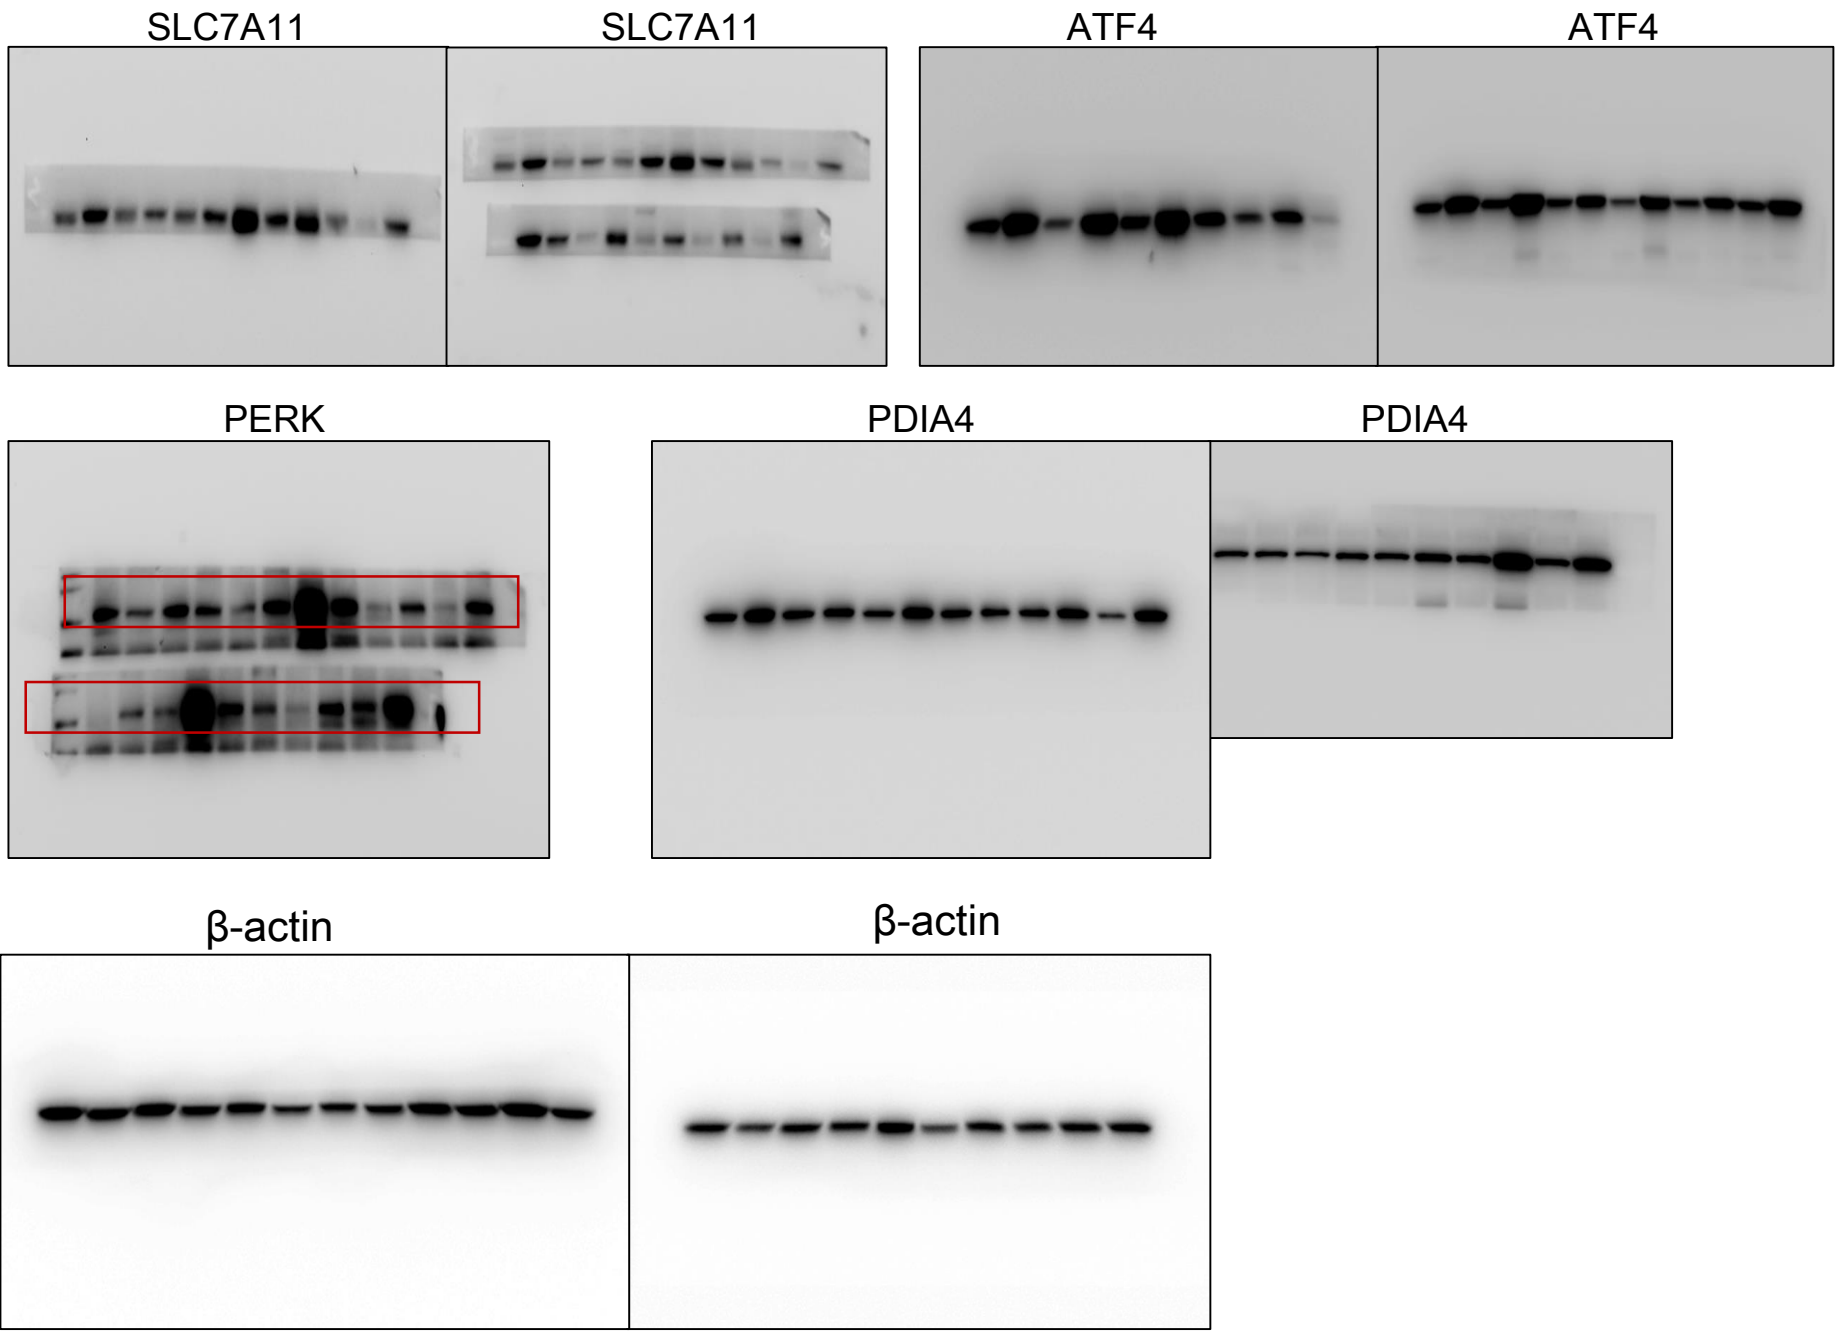 SLC7A11 SLC7A11 ATF4 ATF4
PERK PDIA4 PDIA4
β-actin β-actin